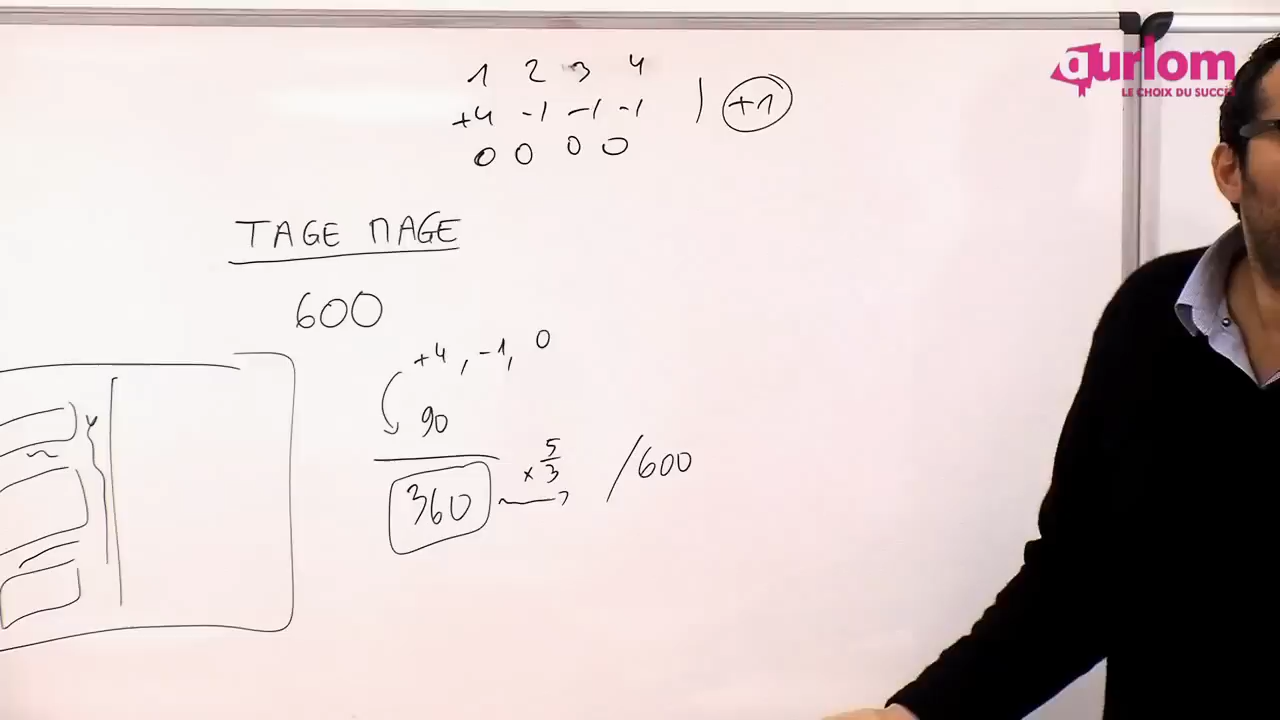 aurlom
LE CHOIX DU SUCCÈS
1 2 3 4
+4 -1 -1 -1 | +1
0 0 0 0
TAGE MAGE
600
+4, -1, 0
90
360 × 5/3 /600